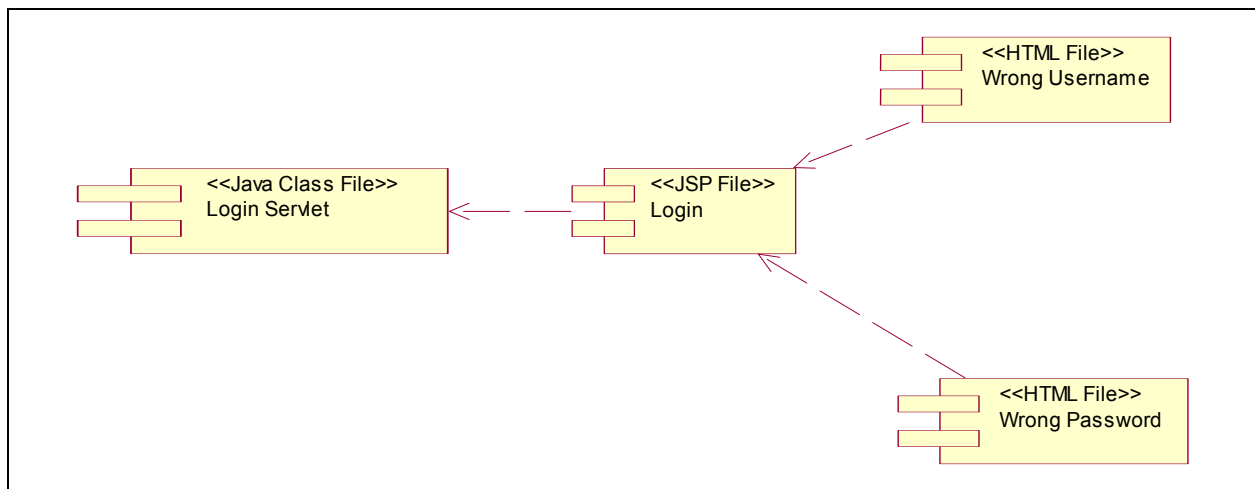 <<HTML File>>
Wrong Username
<<Java Class File>>
Login Servlet
<<JSP File>>
Login
<<HTML File>>
Wrong Password